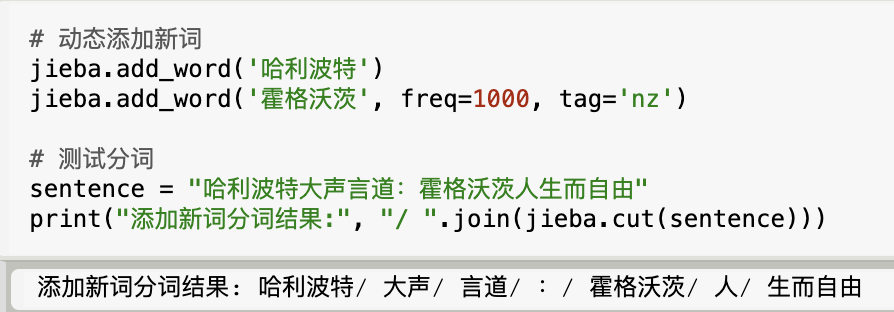 # 动态添加新词
jieba.add_word('哈利波特')
jieba.add_word('霍格沃茨', freq=1000, tag='nz')
# 测试分词
sentence = "哈利波特大声言道：霍格沃茨人生而自由"
print("添加新词分词结果:", "/ ".join(jieba.cut(sentence)))
添加新词分词结果: 哈利波特/ 大声/ 言道/ ：/ 霍格沃茨/ 人/ 生而自由